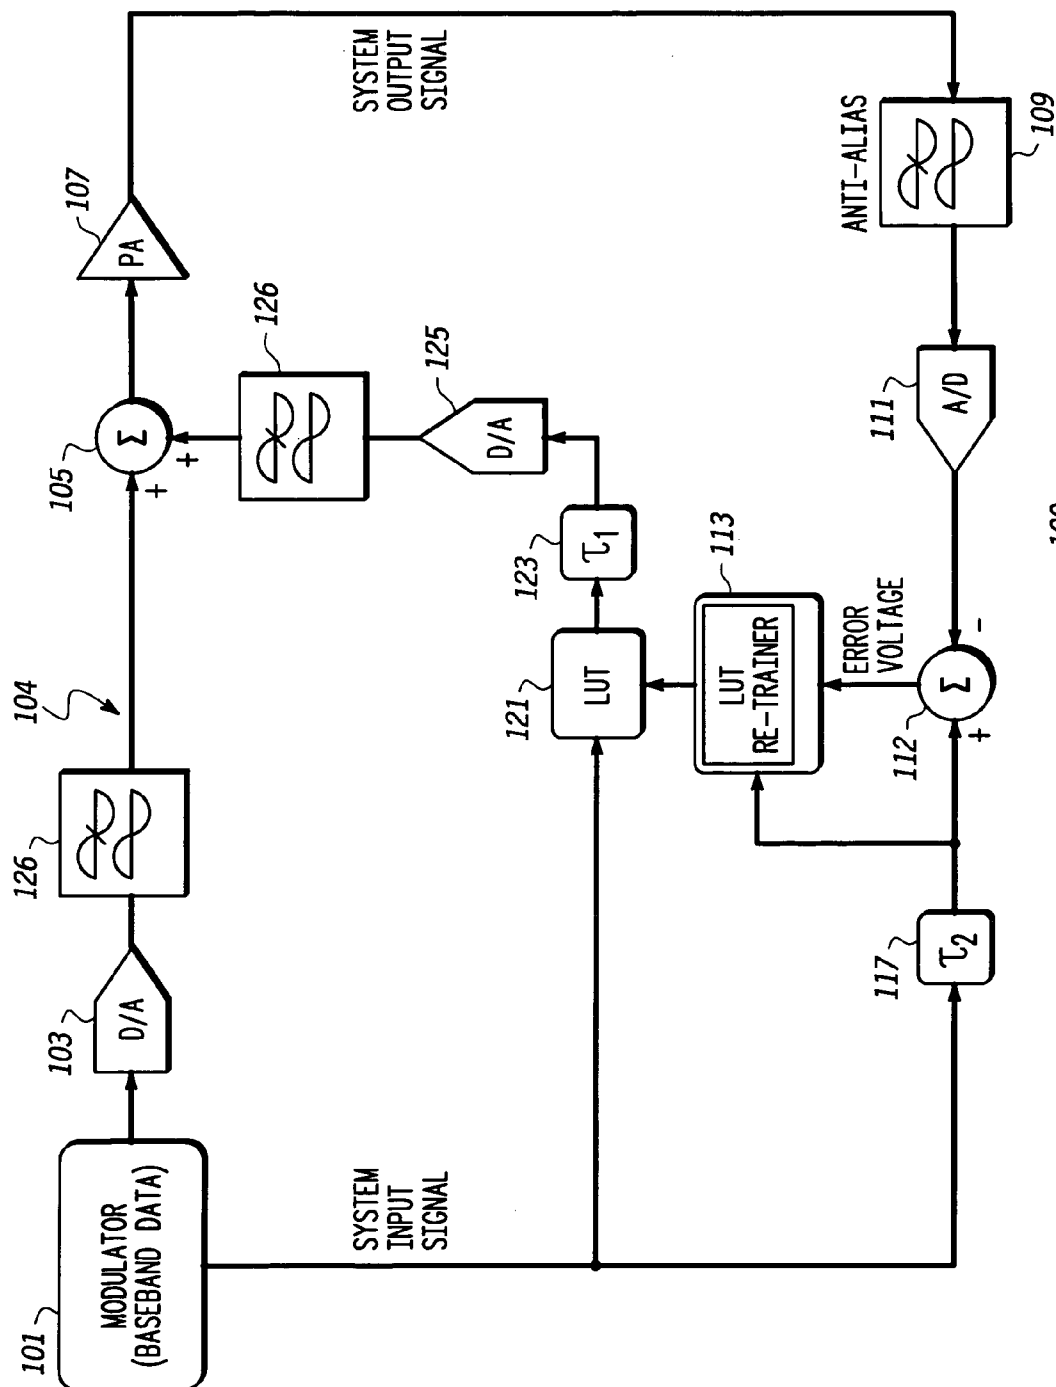 101
MODULATOR
(BASEBAND DATA)
103
D/A
126
104
105
Σ
+
+
107
PA
SYSTEM
OUTPUT
SIGNAL
126
125
D/A
123
τ1
121
LUT
113
LUT
RE-TRAINER
SYSTEM
INPUT
SIGNAL
117
τ2
112
Σ
+
-
ERROR
VOLTAGE
111
A/D
ANTI-ALIAS
109